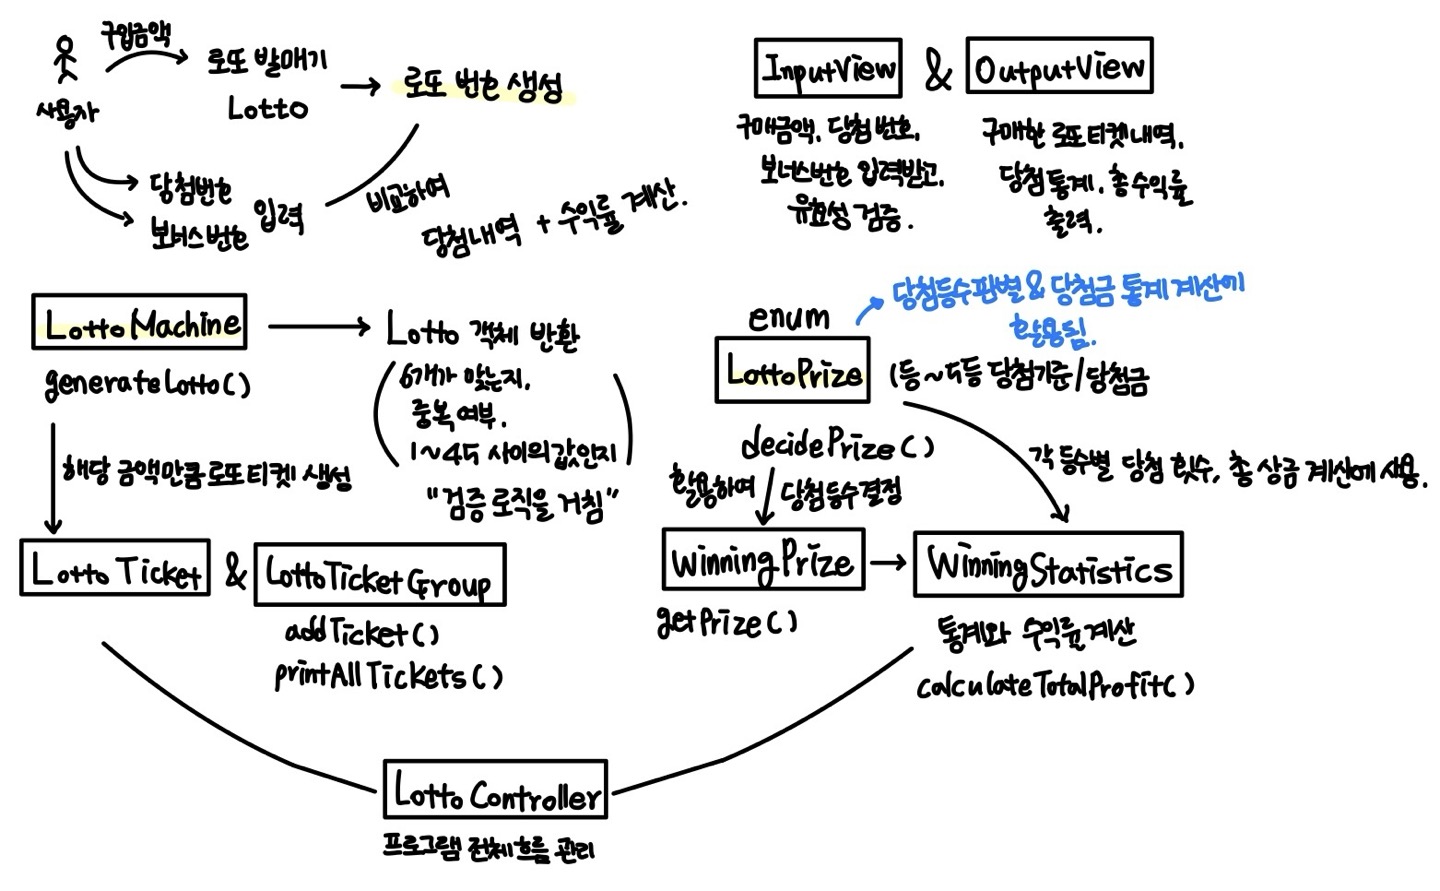 구입금액
사용자
로또 발매기
Lotto
로또 번호 생성
당첨번호
보너스번호
입력
비교하여
당첨내역 + 수익률 계산.
InputView & OutputView
구매금액, 당첨번호,
보너스번호 입력받고,
유효성 검증.
구매한 로또티켓내역,
당첨통계, 총수익률
출력.
LottoMachine
generateLotto()
Lotto 객체 반환
6개가 맞는지,
중복여부,
1~45 사이의값인지
"검증로직을 거침"
해당 금액만큼 로또티켓 생성
Lotto Ticket & LottoTicketGroup
addTicket()
printAllTickets()
enum
LottoPrize
당첨등수판별 & 당첨금 통계 계산에
활용됨.
1등~5등 당첨기준/당첨금
decidePrize()
활용하여
당첨등수결정
각 등수별 당첨 횟수, 총 상금 계산에 사용.
WinningPrize
getPrize()
WinningStatistics
통계와 수익률계산
calculateTotalProfit()
Lotto Controller
프로그램 전체흐름 관리